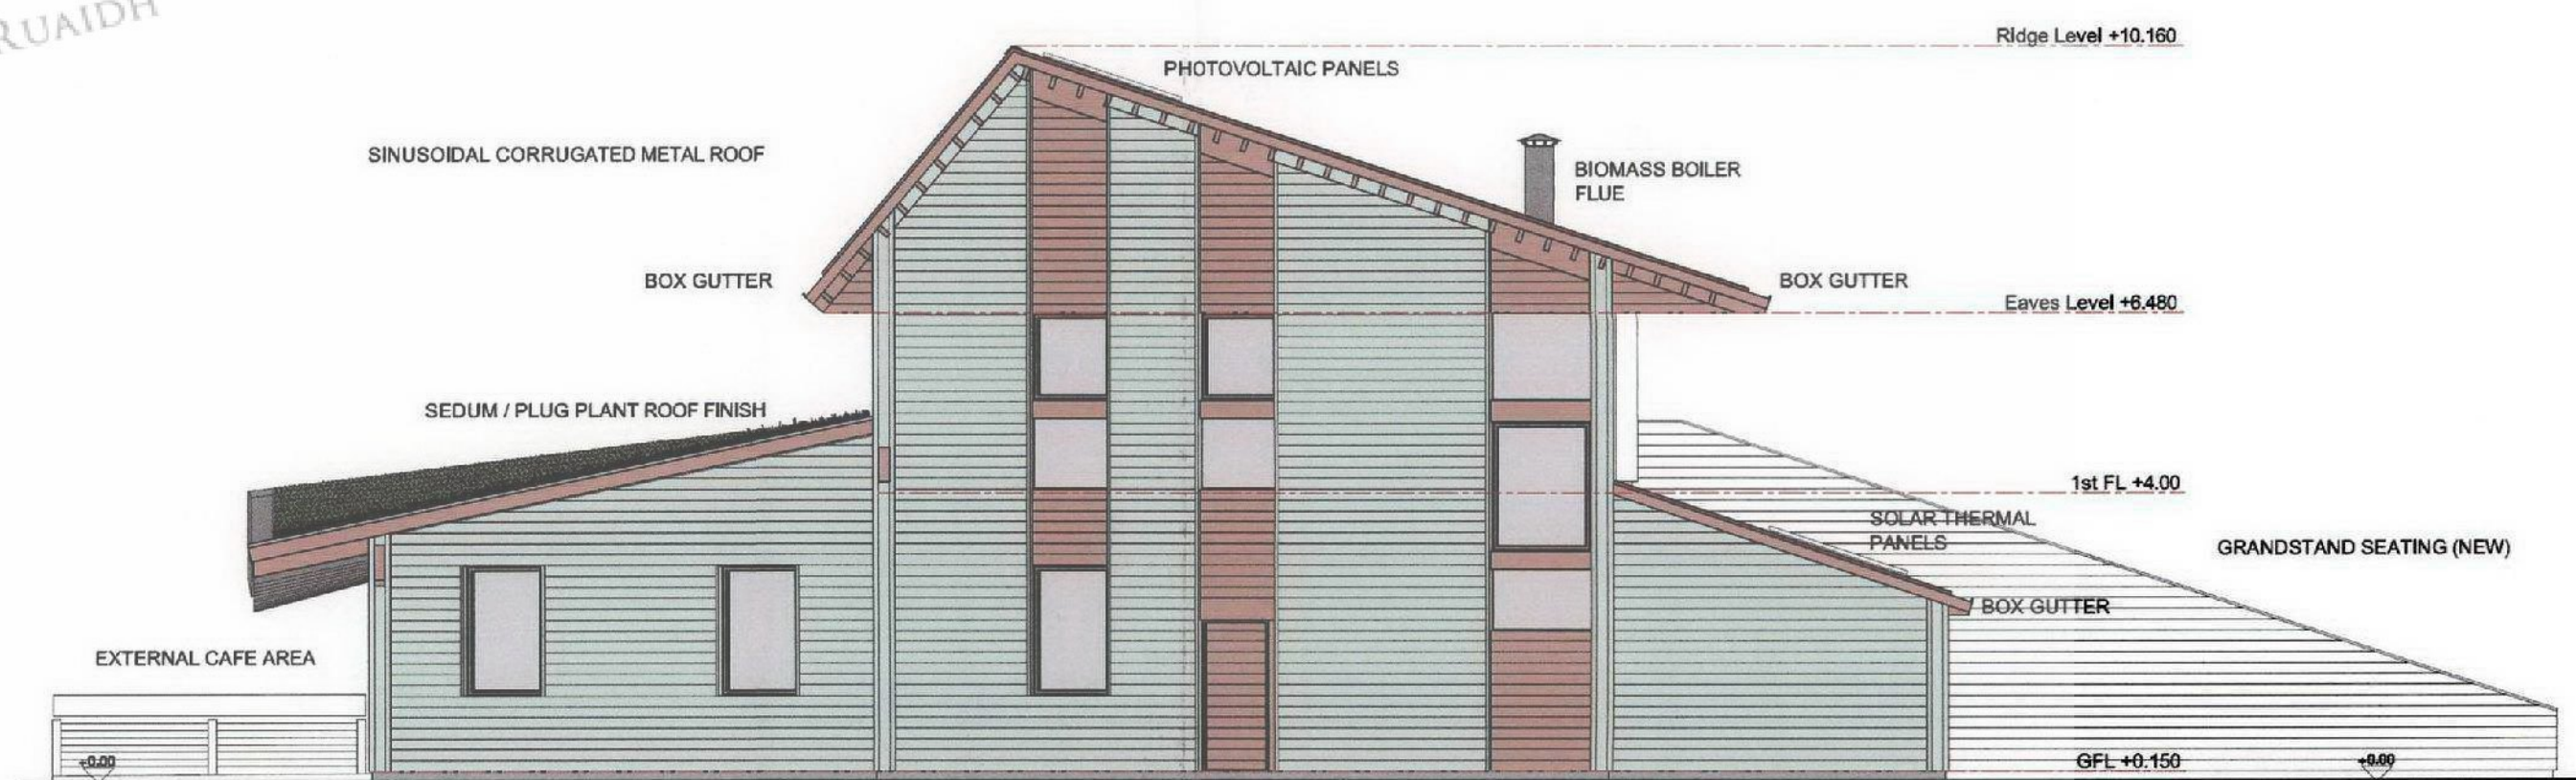 RUAIDH
Ridge Level +10.160
PHOTOVOLTAIC PANELS
SINUSOIDAL CORRUGATED METAL ROOF
BIOMASS BOILER
FLUE
BOX GUTTER
BOX GUTTER
Eaves Level +6.480
SEDUM / PLUG PLANT ROOF FINISH
1st FL +4.00
SOLAR THERMAL
PANELS
GRANDSTAND SEATING (NEW)
BOX GUTTER
EXTERNAL CAFE AREA
+0.00
GFL +0.150
+0.00